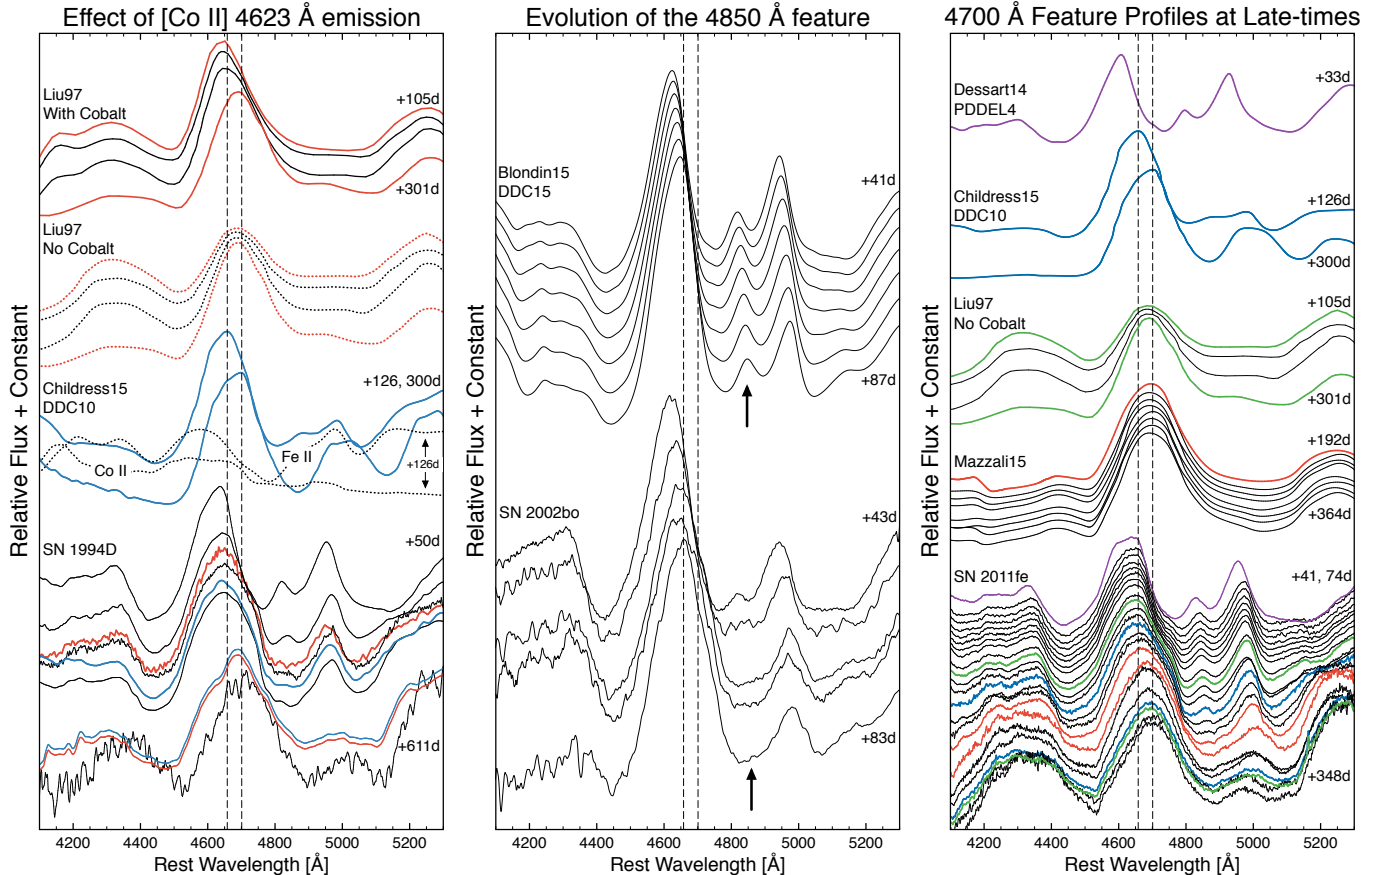 Effect of [Co II] 4623 Å emission
Liu97
With Cobalt
+105d
+301d
Liu97
No Cobalt
Childress15
DDC10
+126, 300d
Co II
Fe II
+126d
SN 1994D
+50d
+611d
Relative Flux + Constant
4200 4400 4600 4800 5000 5200
Rest Wavelength [Å]
Evolution of the 4850 Å feature
Blondin15
DDC15
+41d
+87d
SN 2002bo
+43d
+83d
Relative Flux + Constant
4200 4400 4600 4800 5000 5200
Rest Wavelength [Å]
4700 Å Feature Profiles at Late-times
Dessart14
PDDEL4
+33d
Childress15
DDC10
+126d
+300d
Liu97
No Cobalt
+105d
+301d
Mazzali15
+192d
+364d
SN 2011fe
+41, 74d
+348d
Relative Flux + Constant
4200 4400 4600 4800 5000 5200
Rest Wavelength [Å]